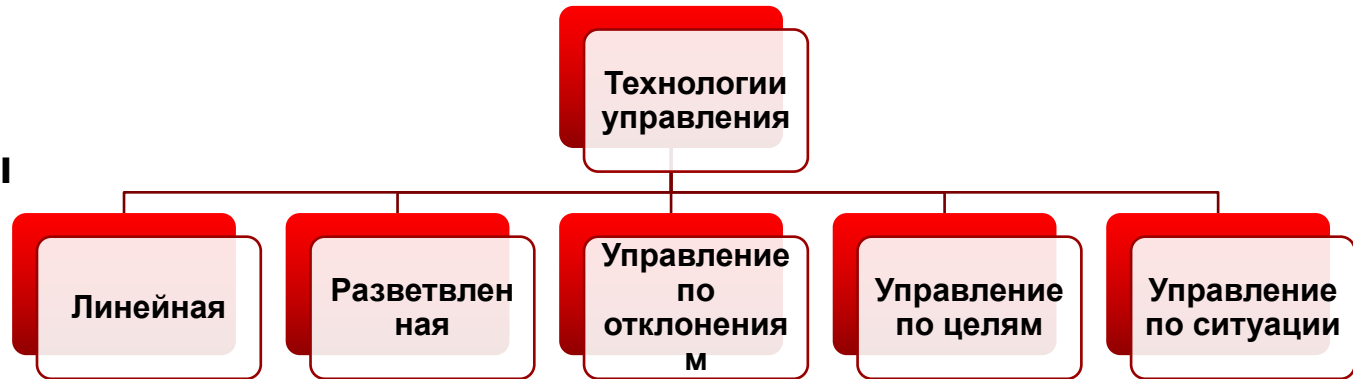 Технологии
управления
Линейная
Разветвлен
ная
Управление
по
отклонения
м
Управление
по целям
Управление
по ситуации